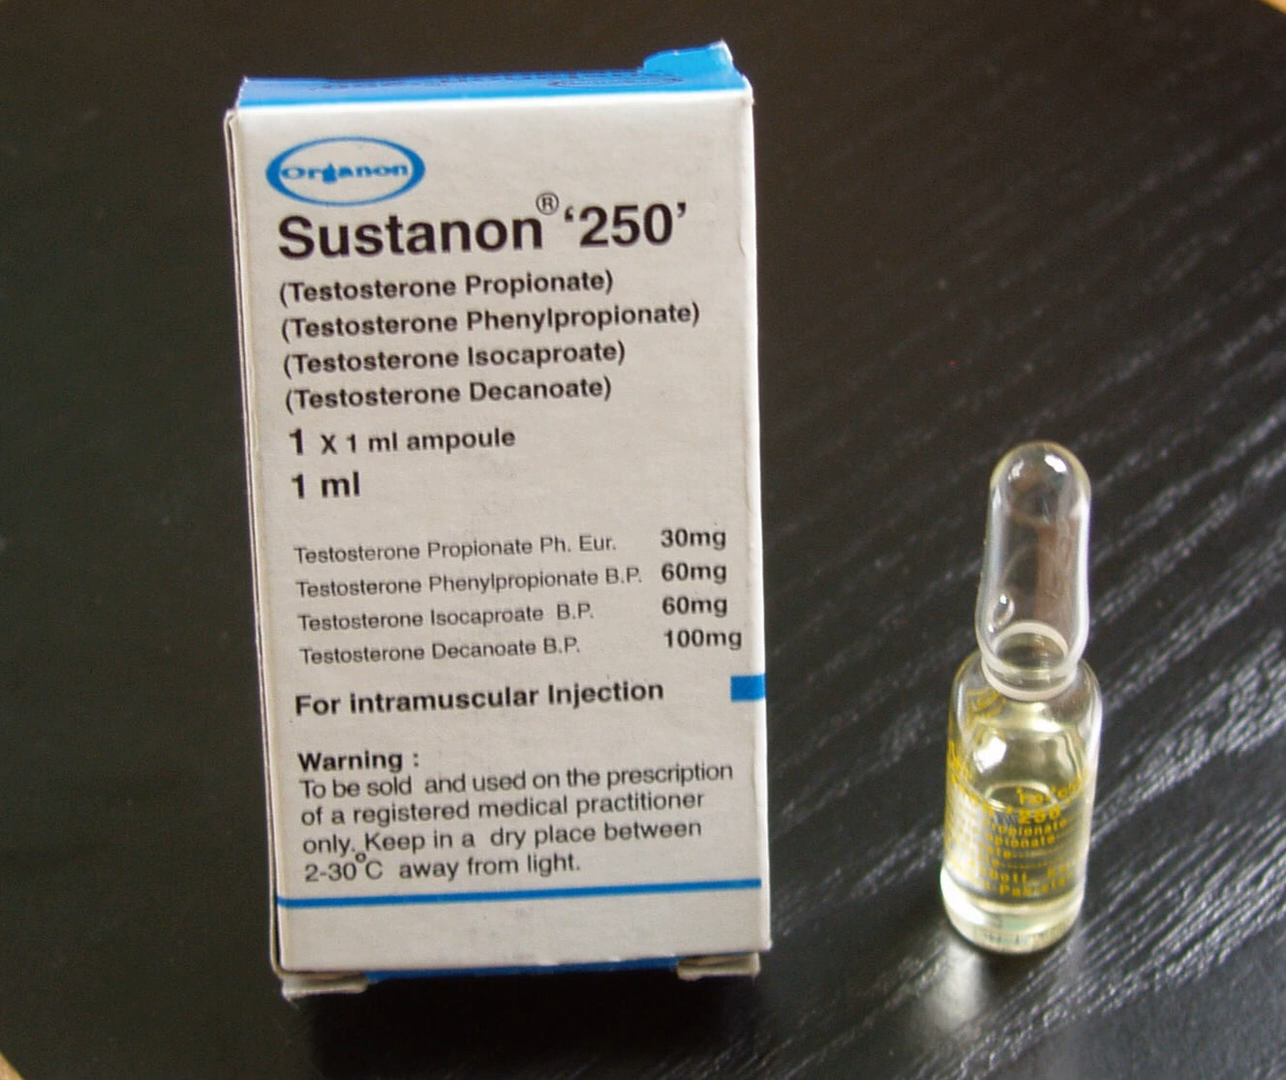 Organon
Sustanon® ‘250’
(Testosterone Propionate)
(Testosterone Phenylpropionate)
(Testosterone Isocaproate)
(Testosterone Decanoate)
1 X 1 ml ampoule
1 ml
Testosterone Propionate Ph. Eur. 30mg
Testosterone Phenylpropionate B.P. 60mg
Testosterone Isocaproate B.P. 60mg
Testosterone Decanoate B.P. 100mg
For intramuscular Injection
Warning :
To be sold and used on the prescription
of a registered medical practitioner
only. Keep in a dry place between
2-30°C away from light.
250